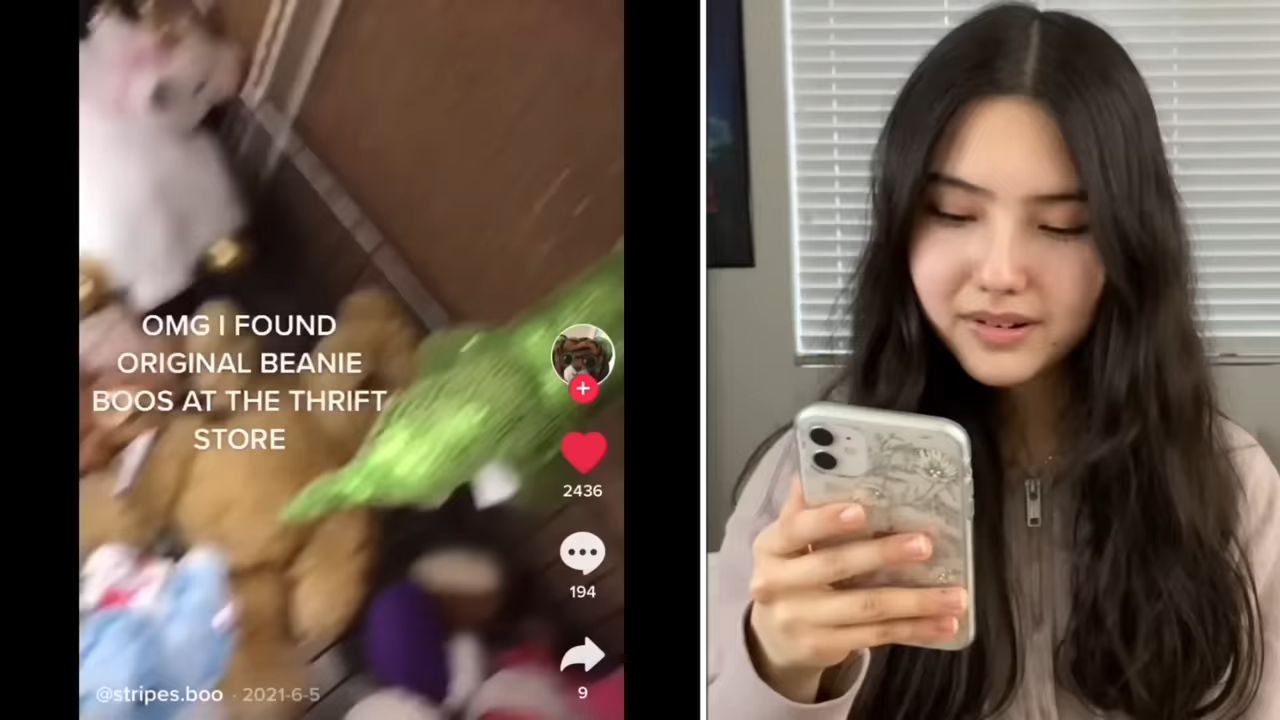 OMG I FOUND
ORIGINAL BEANIE
BOOS AT THE THRIFT
STORE
2436
194
9
@stripes.boo · 2021-6-5